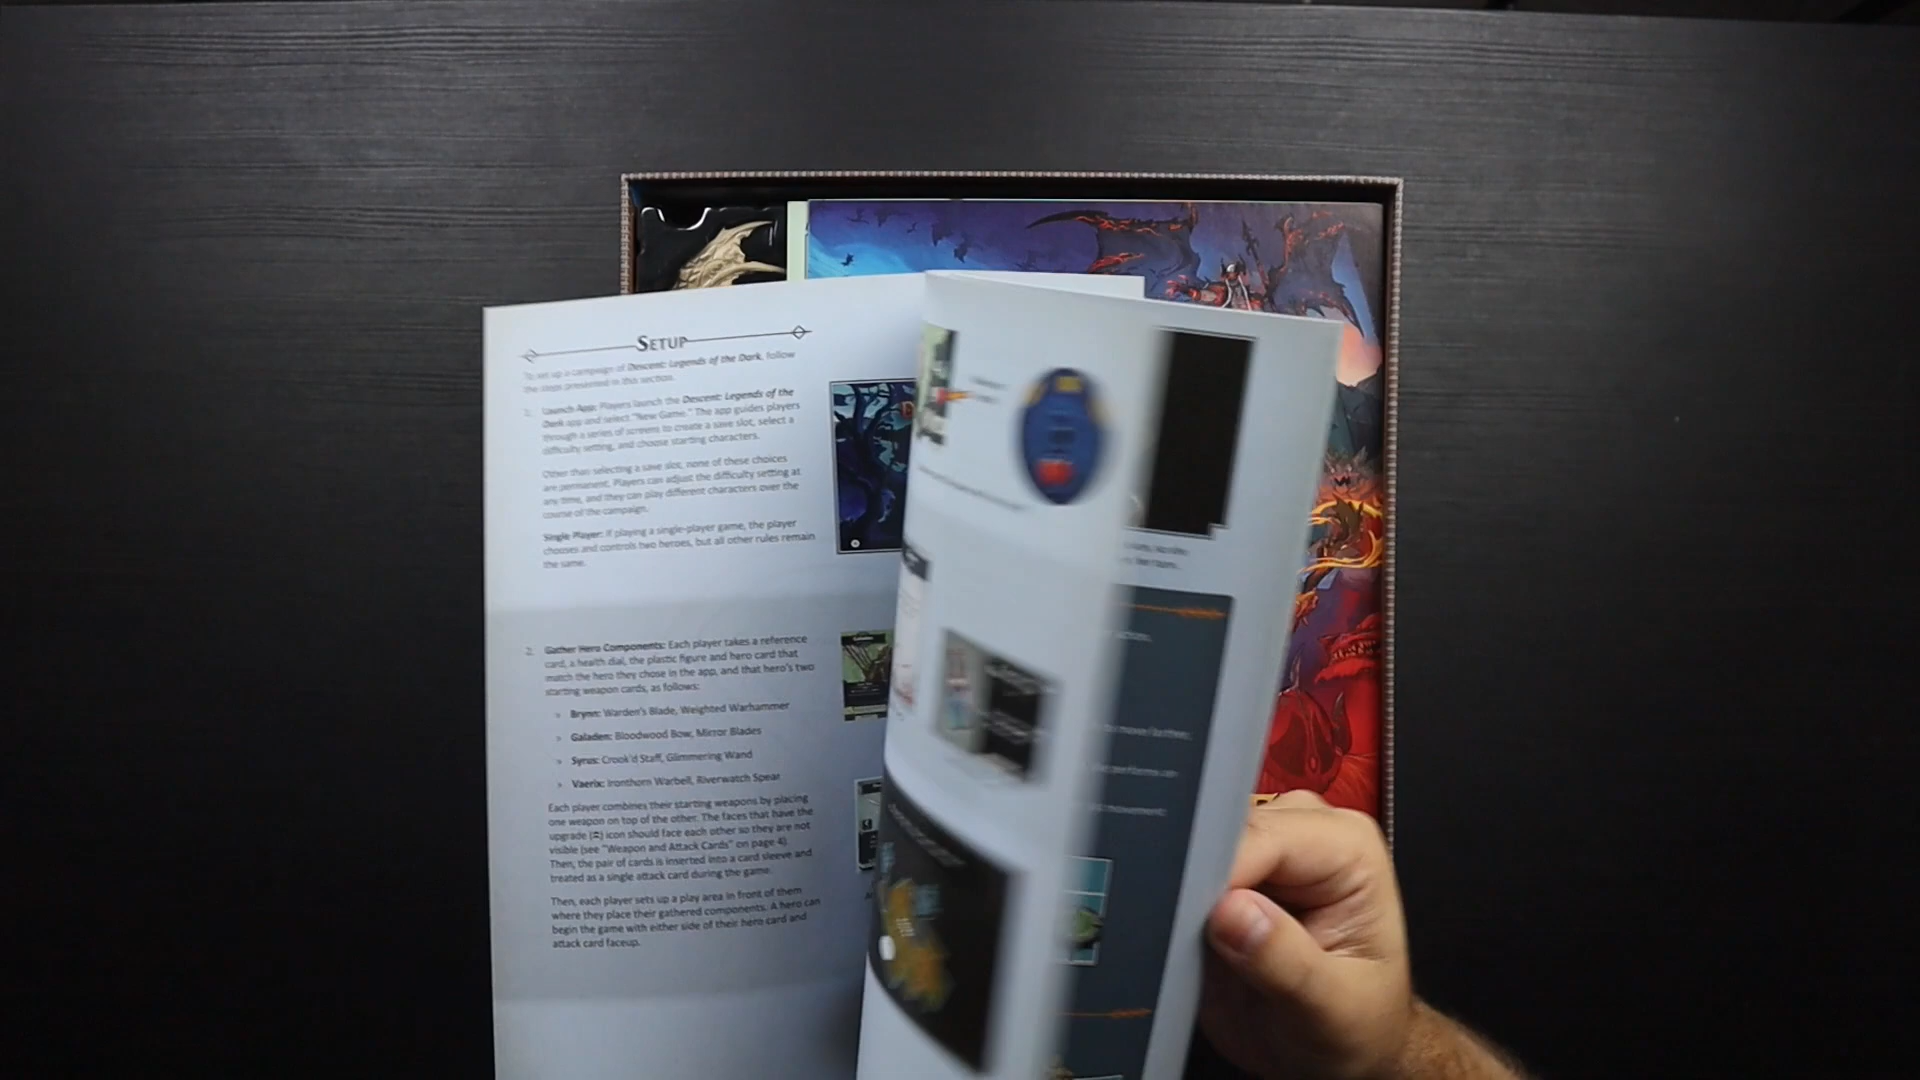 SETUP
To set up a campaign of Descent: Legends of the Dark, follow
the steps presented in this section.
1. Launch App: Players launch the Descent: Legends of the
Dark app and select "New Game." The app guides players
through a series of screens to create a save slot, select a
difficulty setting, and choose starting characters.
Other than selecting a save slot, none of these choices
are permanent. Players can adjust the difficulty setting at
any time, and they can play different characters over the
course of the campaign.
Single Player: If playing a single-player game, the player
chooses and controls two heroes, but all other rules remain
the same.
2. Gather Hero Components: Each player takes a reference
card, a health dial, the plastic figure and hero card that
match the hero they chose in the app, and that hero's two
starting weapon cards, as follows:
» Brynn: Warden's Blade, Weighted Warhammer
» Galaden: Bloodwood Bow, Mirror Blades
» Syrus: Crook'd Staff, Glimmering Wand
» Vaerix: Ironthorn Warbell, Riverwatch Spear
Each player combines their starting weapons by placing
one weapon on top of the other. The faces that have the
upgrade () icon should face each other so they are not
visible (see "Weapon and Attack Cards" on page 4).
Then, the pair of cards is inserted into a card sleeve and
treated as a single attack card during the game.
Then, each player sets up a play area in front of them
where they place their gathered components. A hero can
begin the game with either side of their hero card and
attack card faceup.